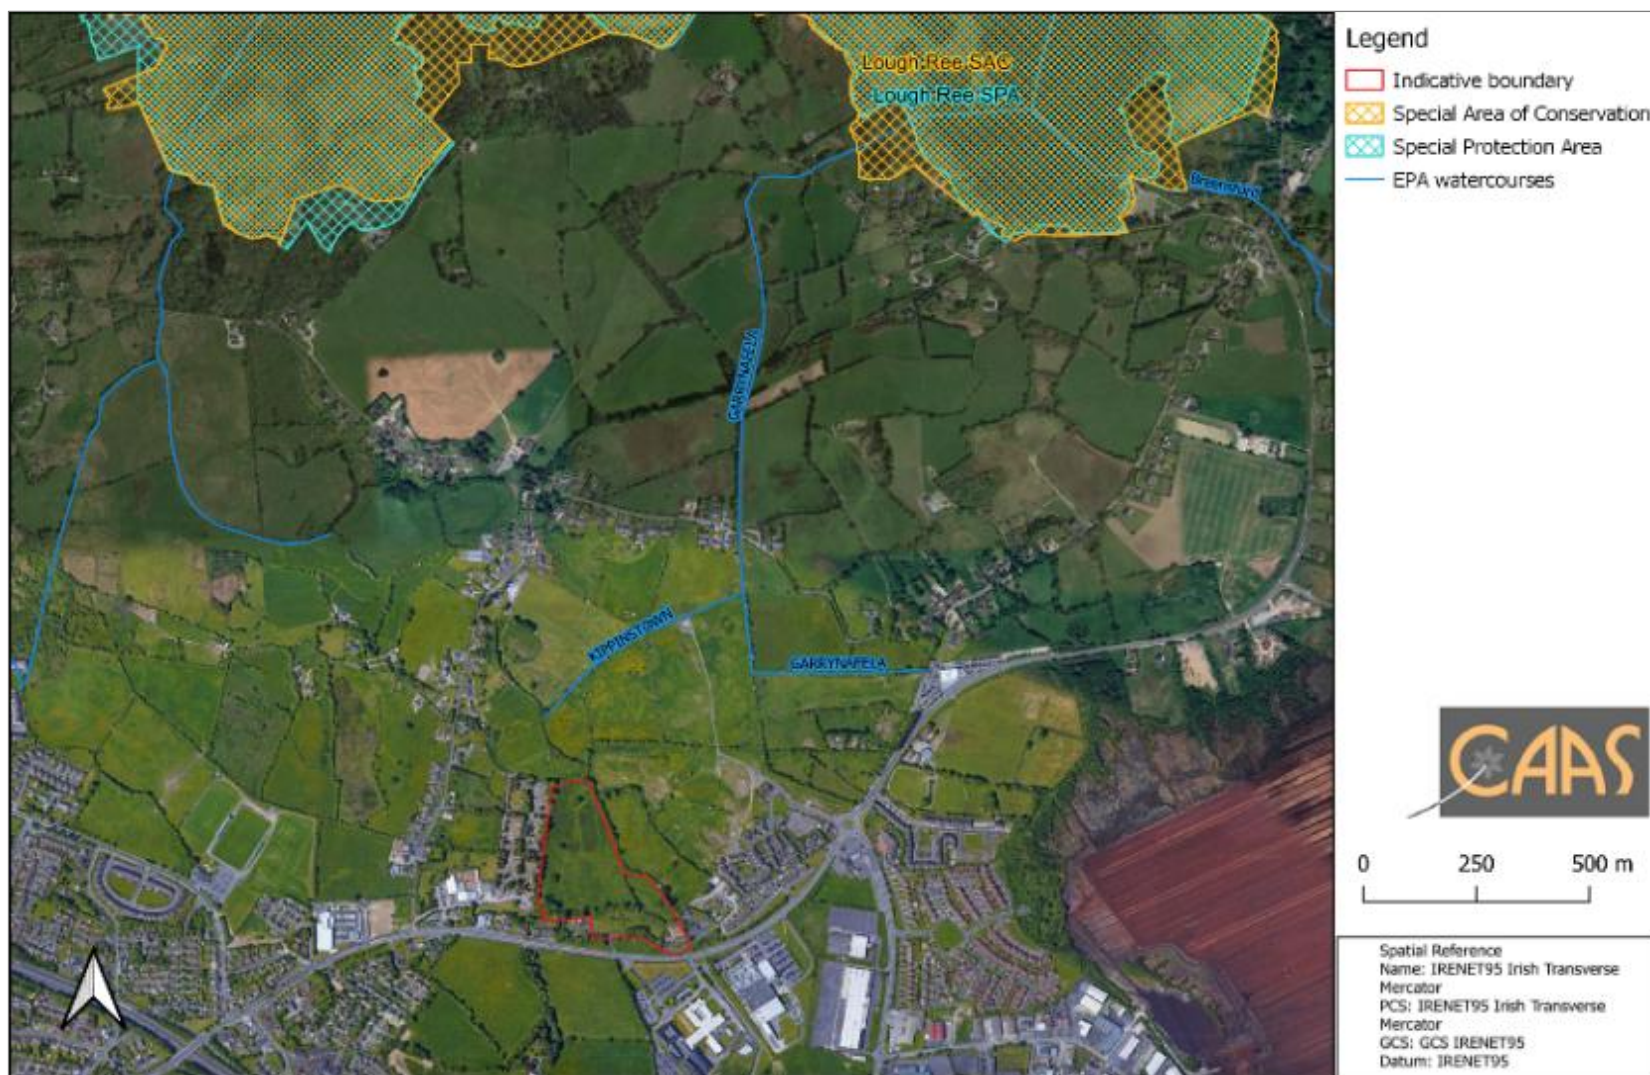 Lough Ree SAC
Lough Ree SPA
Breensford
GARRYNAFELA
KIPPINSTOWN
GARRYNAFELA
Legend
Indicative boundary
Special Area of Conservation
Special Protection Area
EPA watercourses
CAAS
0 250 500 m
Spatial Reference
Name: IRENET95 Irish Transverse
Mercator
PCS: IRENET95 Irish Transverse
Mercator
GCS: GCS IRENET95
Datum: IRENET95